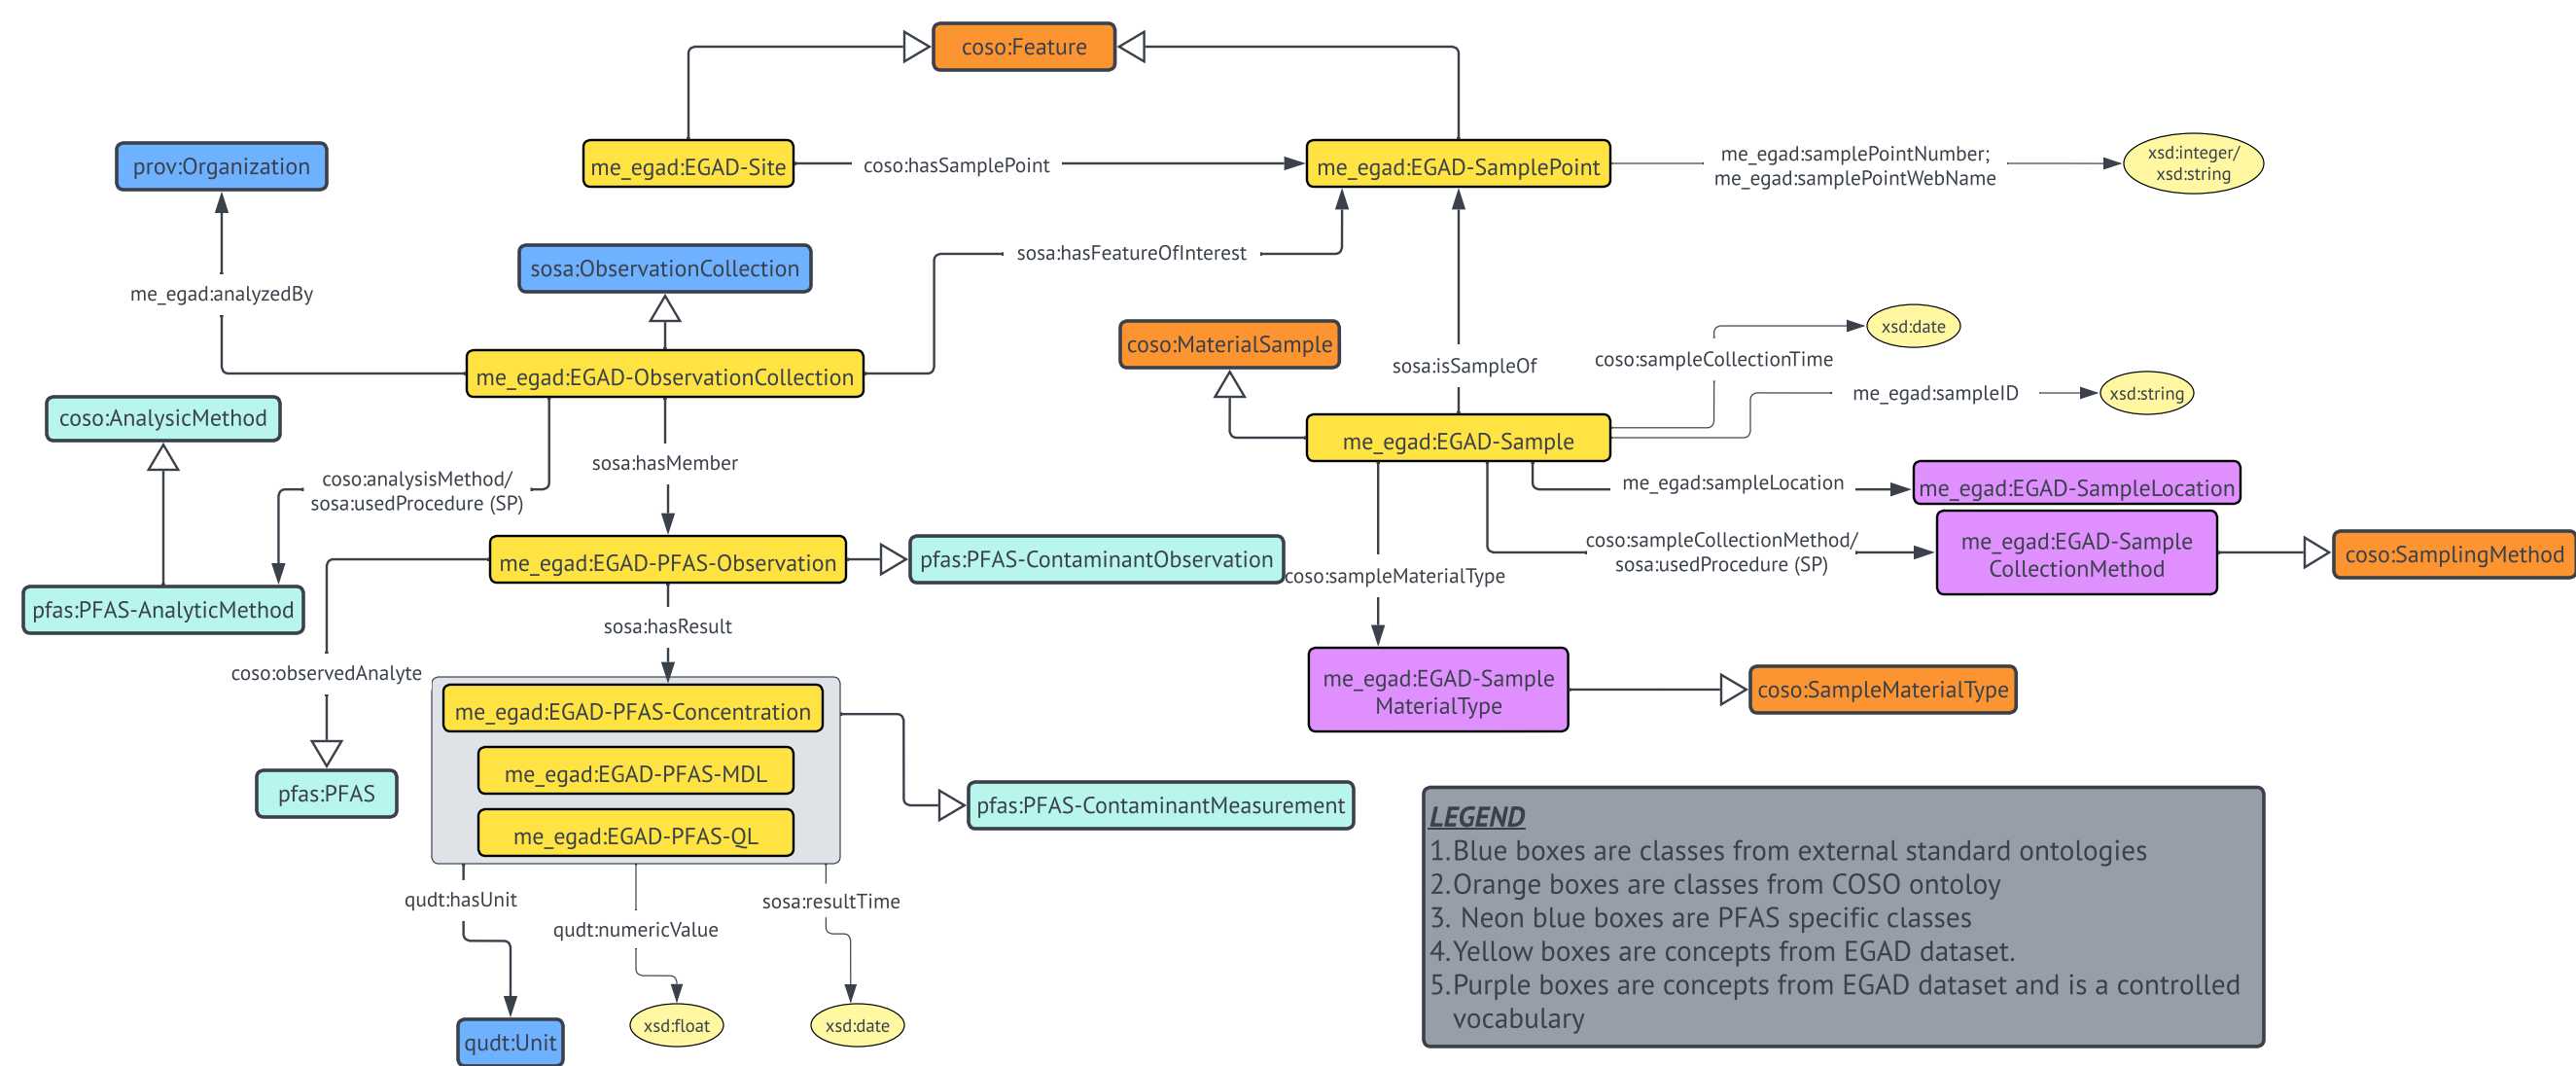 coso:Feature
prov:Organization
me_egad:EGAD-Site
coso:hasSamplePoint
me_egad:EGAD-SamplePoint
me_egad:samplePointNumber;
me_egad:samplePointWebName
xsd:integer/
xsd:string
me_egad:analyzedBy
sosa:ObservationCollection
sosa:hasFeatureOfInterest
me_egad:EGAD-ObservationCollection
coso:MaterialSample
sosa:isSampleOf
coso:sampleCollectionTime
xsd:date
me_egad:sampleID
xsd:string
coso:AnalysicMethod
me_egad:EGAD-Sample
coso:analysisMethod/
sosa:usedProcedure (SP)
sosa:hasMember
me_egad:sampleLocation
me_egad:EGAD-SampleLocation
me_egad:EGAD-PFAS-Observation
pfas:PFAS-ContaminantObservation
coso:sampleMaterialType
coso:sampleCollectionMethod/
sosa:usedProcedure (SP)
me_egad:EGAD-Sample
CollectionMethod
coso:SamplingMethod
pfas:PFAS-AnalyticMethod
sosa:hasResult
coso:observedAnalyte
me_egad:EGAD-Sample
MaterialType
coso:SampleMaterialType
me_egad:EGAD-PFAS-Concentration
me_egad:EGAD-PFAS-MDL
me_egad:EGAD-PFAS-QL
pfas:PFAS
pfas:PFAS-ContaminantMeasurement
qudt:hasUnit
qudt:numericValue
sosa:resultTime
qudt:Unit
xsd:float
xsd:date
LEGEND
1.Blue boxes are classes from external standard ontologies
2.Orange boxes are classes from COSO ontoloy
3. Neon blue boxes are PFAS specific classes
4.Yellow boxes are concepts from EGAD dataset.
5.Purple boxes are concepts from EGAD dataset and is a controlled
vocabulary